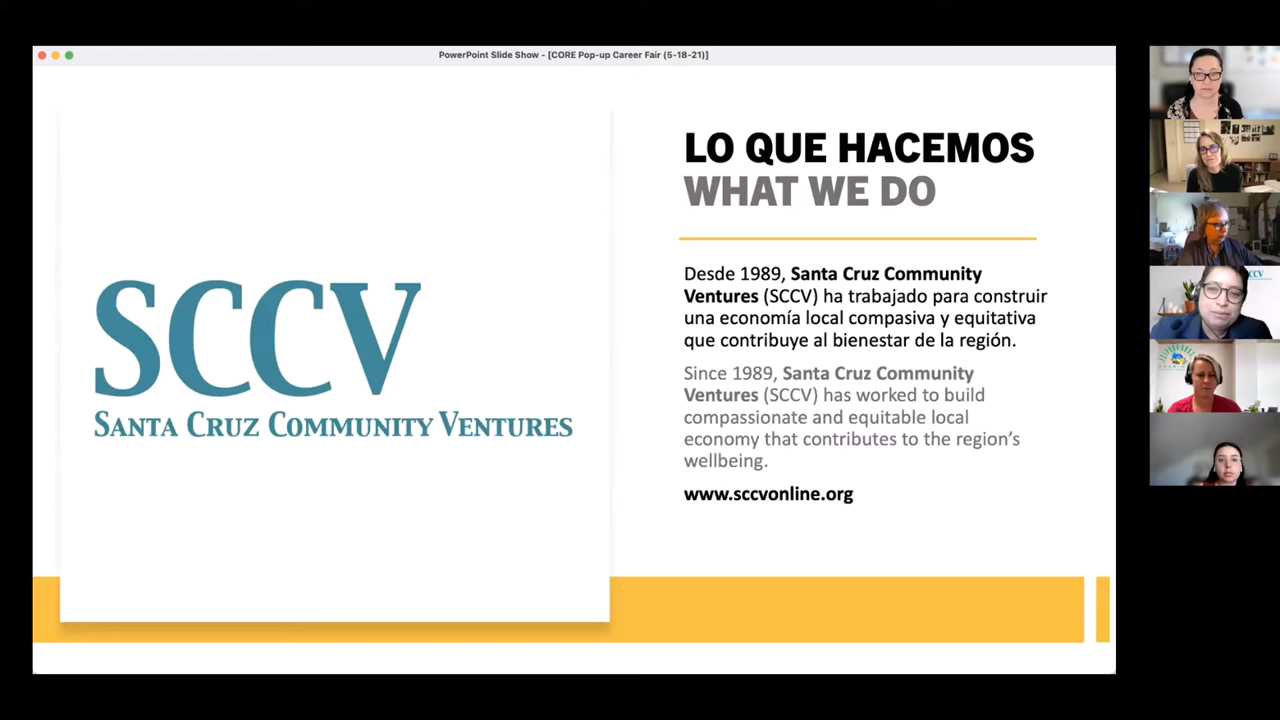 PowerPoint Slide Show - [CORE Pop-up Career Fair (5-18-21)]
SCCV
SANTA CRUZ COMMUNITY VENTURES
LO QUE HACEMOS
WHAT WE DO
Desde 1989, Santa Cruz Community
Ventures (SCCV) ha trabajado para construir
una economía local compasiva y equitativa
que contribuye al bienestar de la región.
Since 1989, Santa Cruz Community
Ventures (SCCV) has worked to build
compassionate and equitable local
economy that contributes to the region's
wellbeing.
www.sccvonline.org